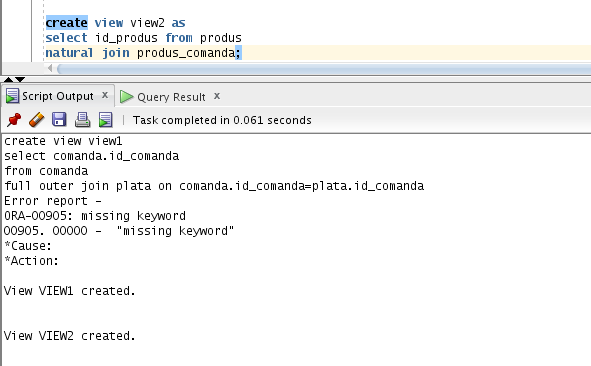 create view view2 as
select id_produs from produs
natural join produs_comanda;
Script Output x
Query Result x
Task completed in 0.061 seconds
create view view1
select comanda.id_comanda
from comanda
full outer join plata on comanda.id_comanda=plata.id_comanda
Error report -
ORA-00905: missing keyword
00905. 00000 -  "missing keyword"
*Cause:
*Action:
View VIEW1 created.
View VIEW2 created.